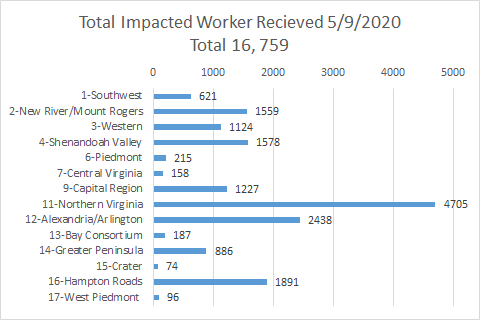 Total Impacted Worker Recieved 5/9/2020
Total 16, 759
0 1000 2000 3000 4000 5000
1-Southwest 621
2-New River/Mount Rogers 1559
3-Western 1124
4-Shenandoah Valley 1578
6-Piedmont 215
7-Central Virginia 158
9-Capital Region 1227
11-Northern Virginia 4705
12-Alexandria/Arlington 2438
13-Bay Consortium 187
14-Greater Peninsula 886
15-Crater 74
16-Hampton Roads 1891
17-West Piedmont 96